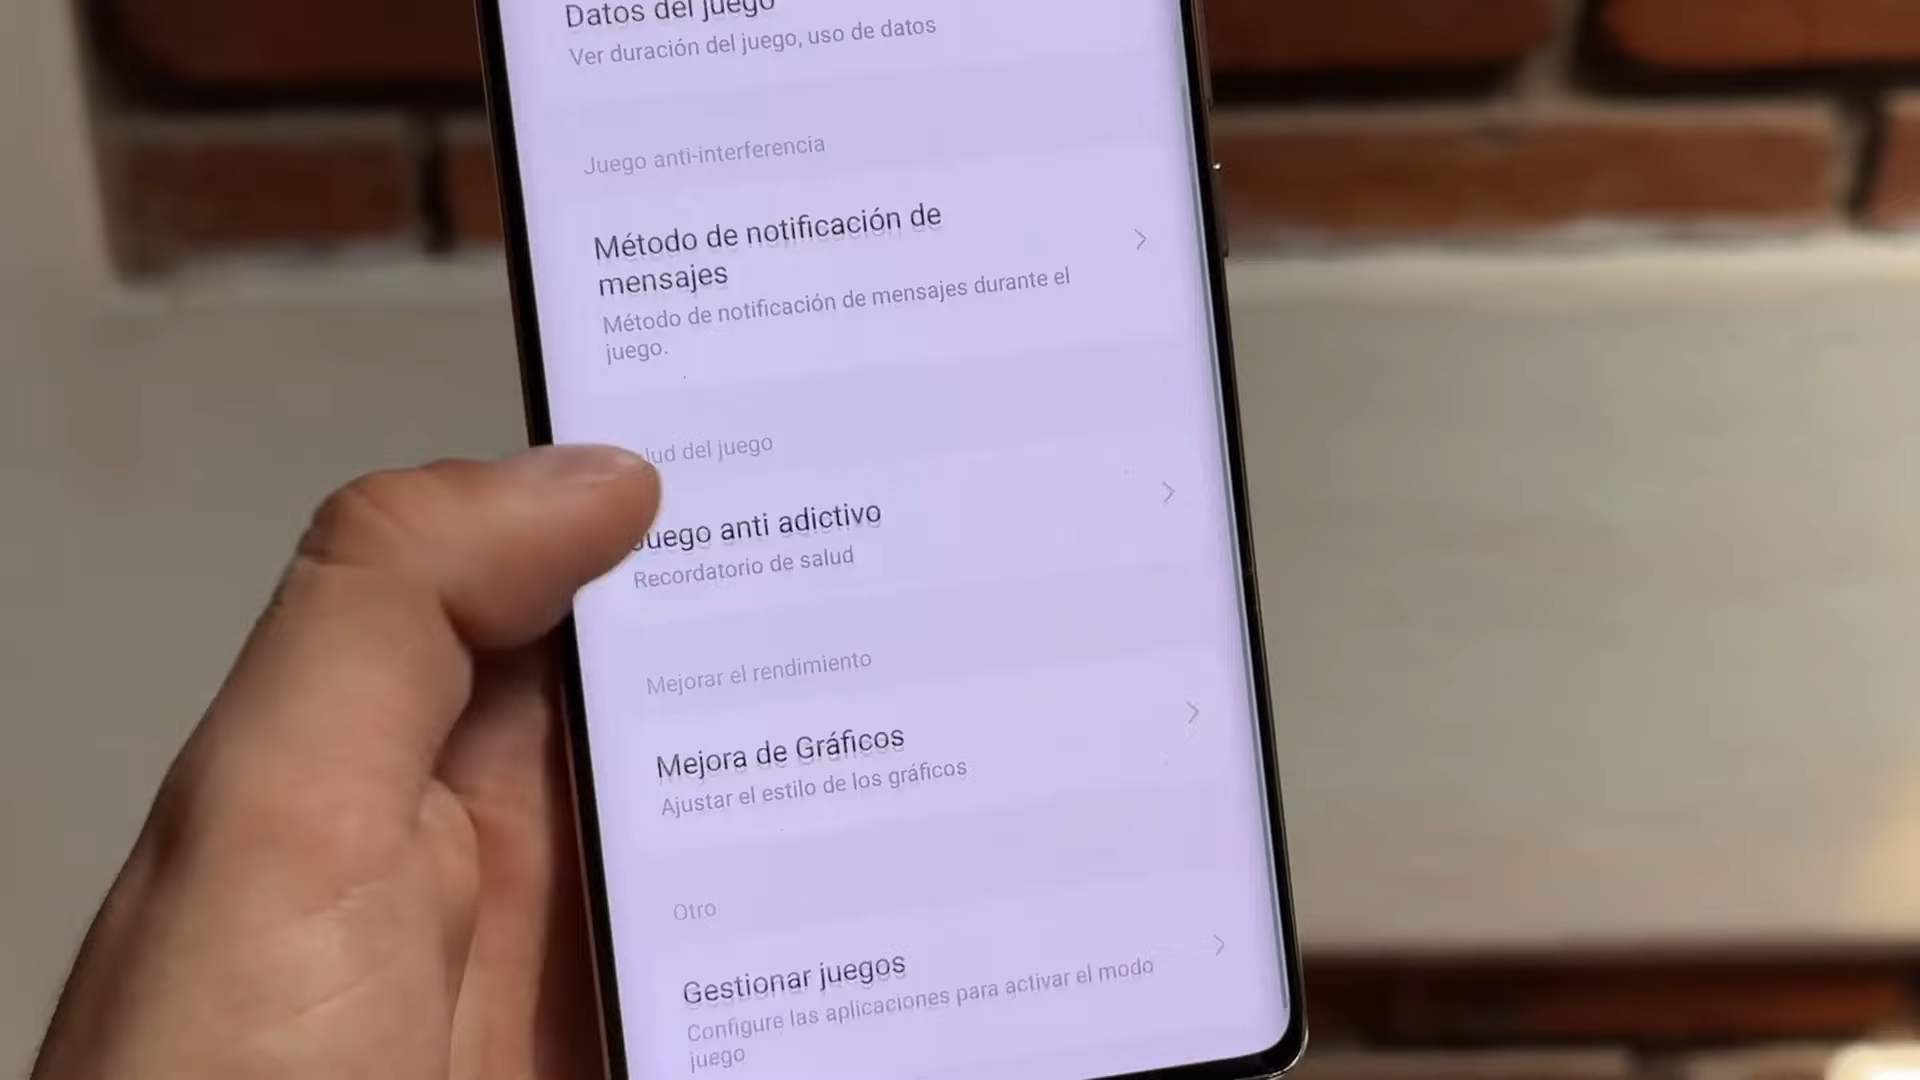 Datos del juego
Ver duración del juego, uso de datos
Juego anti-interferencia
Método de notificación de
mensajes
Método de notificación de mensajes durante el
juego.
del juego
Juego anti adictivo
Recordatorio de salud
Mejorar el rendimiento
Mejora de Gráficos
Ajustar el estilo de los gráficos
Otro
Gestionar juegos
Configure las aplicaciones para activar el modo
juego